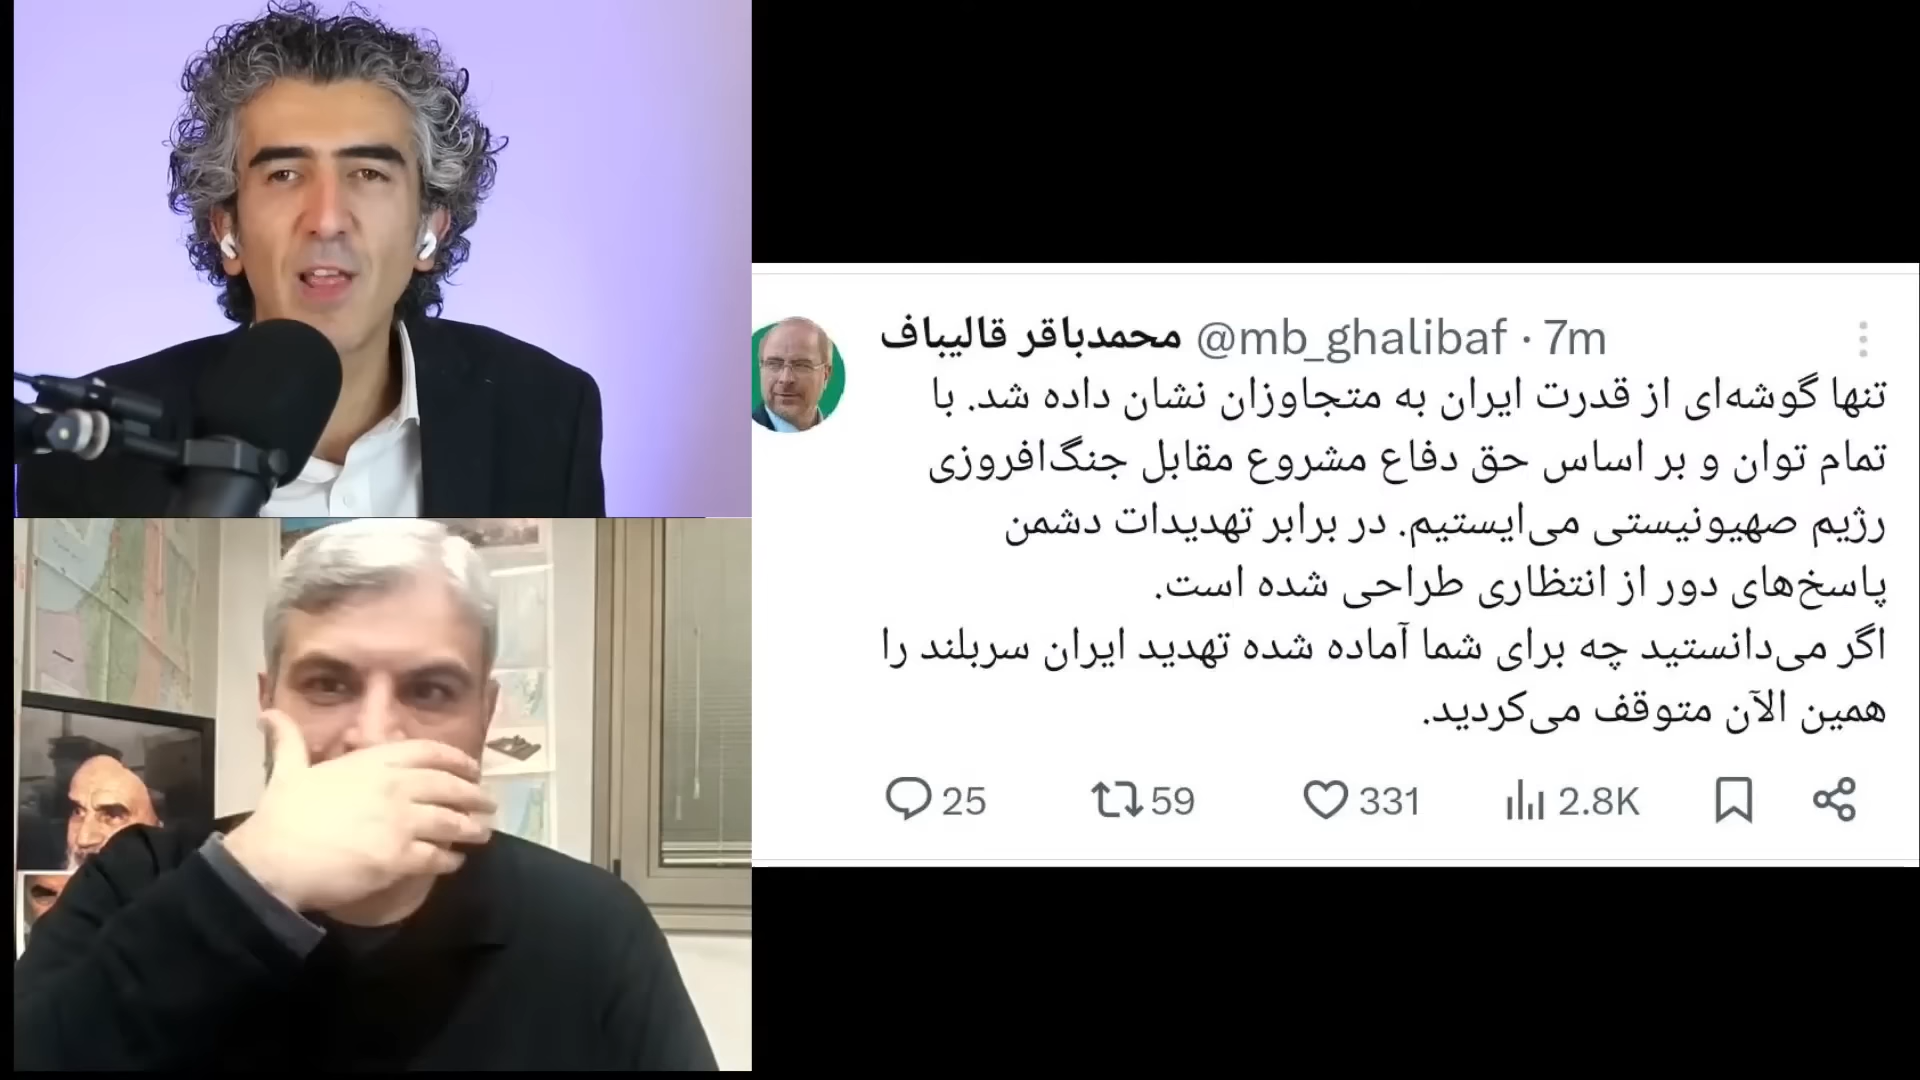 محمدباقر قالیباف @mb_ghalibaf · 7m
تنها گوشه‌ای از قدرت ایران به متجاوزان نشان داده شد. با
تمام توان و بر اساس حق دفاع مشروع مقابل جنگ‌افروزی
رژیم صهیونیستی می‌ایستیم. در برابر تهدیدات دشمن
پاسخ‌های دور از انتظاری طراحی شده است.
اگر می‌دانستید چه برای شما آماده شده تهدید ایران سربلند را
همین الآن متوقف می‌کردید.
25 59 331 2.8K